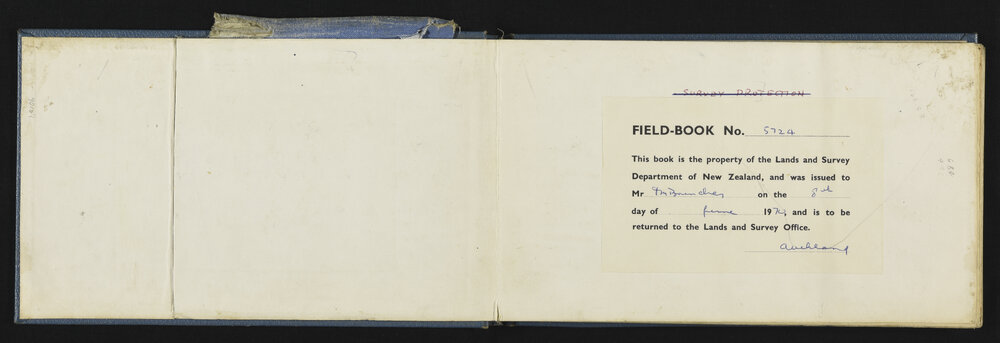 SURVEY PROTECTION
FIELD-BOOK No. 5724
This book is the property of the Lands and Survey
Department of New Zealand, and was issued to
Mr on the 8th
day of June 197 and is to be
returned to the Lands and Survey Office.
Auckland